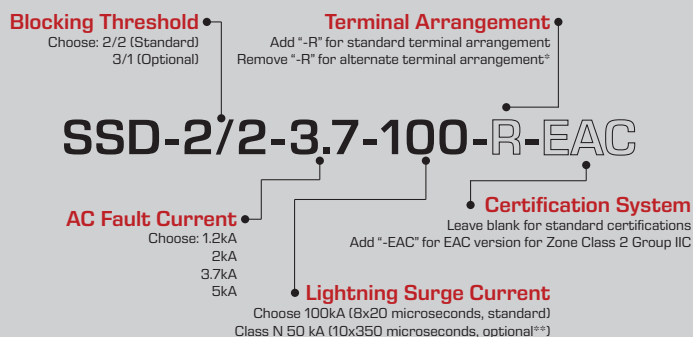 Blocking Threshold
Choose: 2/2 (Standard)
3/1 (Optional)
Terminal Arrangement
Add “-R” for standard terminal arrangement
Remove “-R” for alternate terminal arrangement*
SSD-2/2-3.7-100-R-EAC
AC Fault Current
Choose: 1.2kA
2kA
3.7kA
5kA
Certification System
Leave blank for standard certifications
Add “-EAC” for EAC version for Zone Class 2 Group IIC
Lightning Surge Current
Choose 100kA (8x20 microseconds, standard)
Class N 50 kA (10x350 microseconds, optional**)